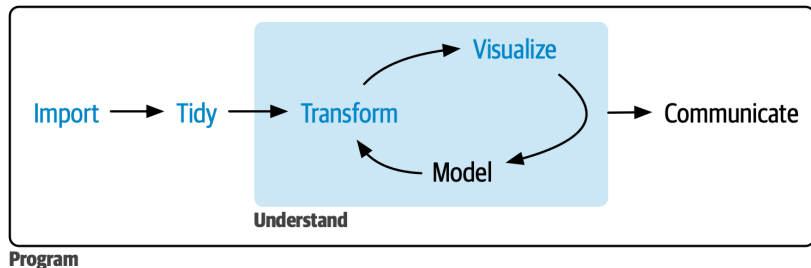 Visualize
Import Tidy Transform Communicate
Model
Understand
Program